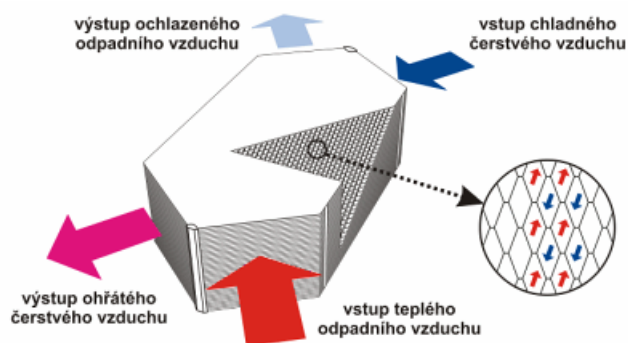 výstup ochlazeného
odpadního vzduchu
vstup chladného
čerstvého vzduchu
výstup ohřátého
čerstvého vzduchu
vstup teplého
odpadního vzduchu